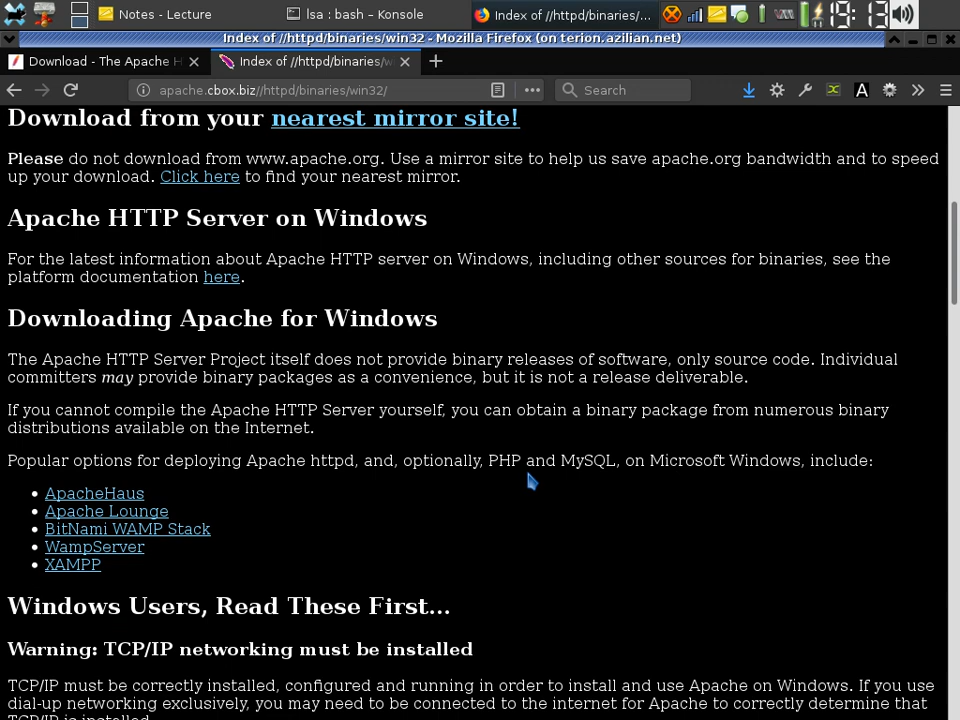 Notes - Lecture
lsa : bash – Konsole
Index of //httpd/binaries/...
19: 13
Index of //httpd/binaries/win32 - Mozilla Firefox (on terion.azilian.net)
Download - The Apache H
Index of //httpd/binaries/w
apache.cbox.biz//httpd/binaries/win32/
Search
Download from your nearest mirror site!
Please do not download from www.apache.org. Use a mirror site to help us save apache.org bandwidth and to speed
up your download. Click here to find your nearest mirror.
Apache HTTP Server on Windows
For the latest information about Apache HTTP server on Windows, including other sources for binaries, see the
platform documentation here.
Downloading Apache for Windows
The Apache HTTP Server Project itself does not provide binary releases of software, only source code. Individual
committers may provide binary packages as a convenience, but it is not a release deliverable.
If you cannot compile the Apache HTTP Server yourself, you can obtain a binary package from numerous binary
distributions available on the Internet.
Popular options for deploying Apache httpd, and, optionally, PHP and MySQL, on Microsoft Windows, include:
• ApacheHaus
• Apache Lounge
• BitNami WAMP Stack
• WampServer
• XAMPP
Windows Users, Read These First...
Warning: TCP/IP networking must be installed
TCP/IP must be correctly installed, configured and running in order to install and use Apache on Windows. If you use
dial-up networking exclusively, you may need to be connected to the internet for Apache to correctly determine that
TCP/IP is installed.